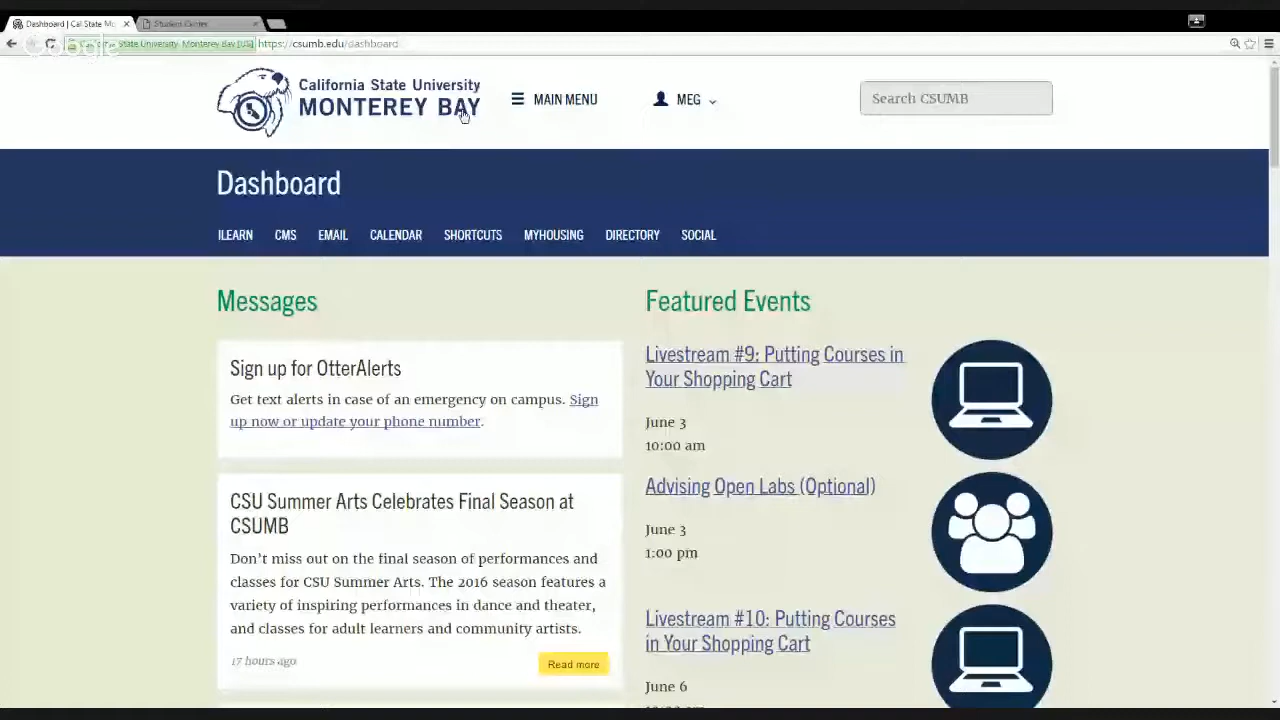 Dashboard | Cal State Mo
Student Center
State University, Monterey Bay [US]
https://csumb.edu/dashboard
Google
California State University
MONTEREY BAY
MAIN MENU
MEG
Search CSUMB
Dashboard
ILEARN CMS EMAIL CALENDAR SHORTCUTS MYHOUSING DIRECTORY SOCIAL
Messages
Sign up for OtterAlerts
Get text alerts in case of an emergency on campus. Sign
up now or update your phone number.
CSU Summer Arts Celebrates Final Season at
CSUMB
Don't miss out on the final season of performances and
classes for CSU Summer Arts. The 2016 season features a
variety of inspiring performances in dance and theater,
and classes for adult learners and community artists.
17 hours ago
Read more
Featured Events
Livestream #9: Putting Courses in
Your Shopping Cart
June 3
10:00 am
Advising Open Labs (Optional)
June 3
1:00 pm
Livestream #10: Putting Courses
in Your Shopping Cart
June 6